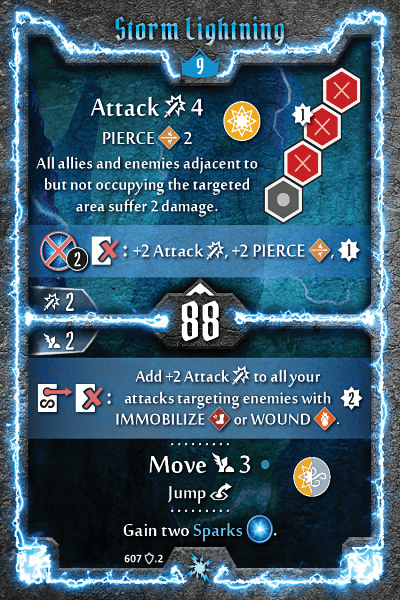 Storm Lightning
9
Attack 4
PIERCE 2
1
All allies and enemies adjacent to
but not occupying the targeted
area suffer 2 damage.
2 : +2 Attack , +2 PIERCE , 1
2
88
2
Add +2 Attack to all your
S : attacks targeting enemies with 2
IMMOBILIZE or WOUND .
Move 3
Jump
Gain two Sparks .
607 .2